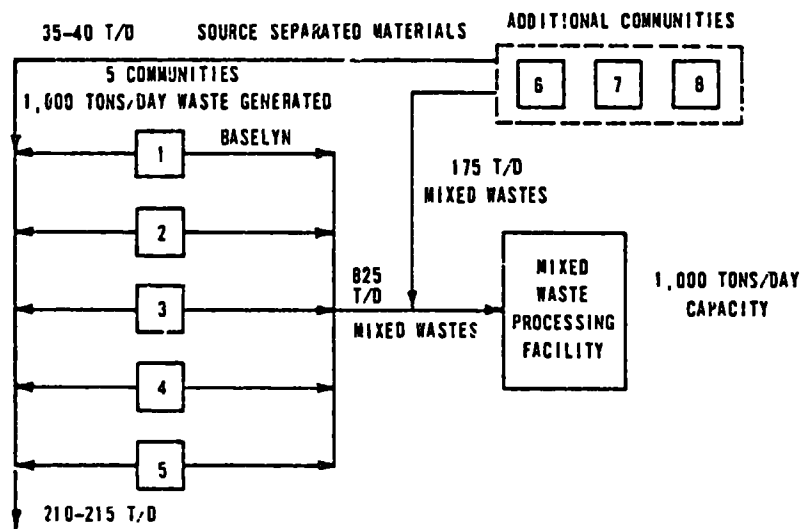 35-40 T/D SOURCE SEPARATED MATERIALS
ADDITIONAL COMMUNITIES
5 COMMUNITIES
1,000 TONS/DAY WASTE GENERATED
6 7 8
1 BASELYN
175 T/D
MIXED WASTES
2
825
T/D
MIXED WASTES
3
MIXED
WASTE
PROCESSING
FACILITY
1,000 TONS/DAY
CAPACITY
4
5
210-215 T/D